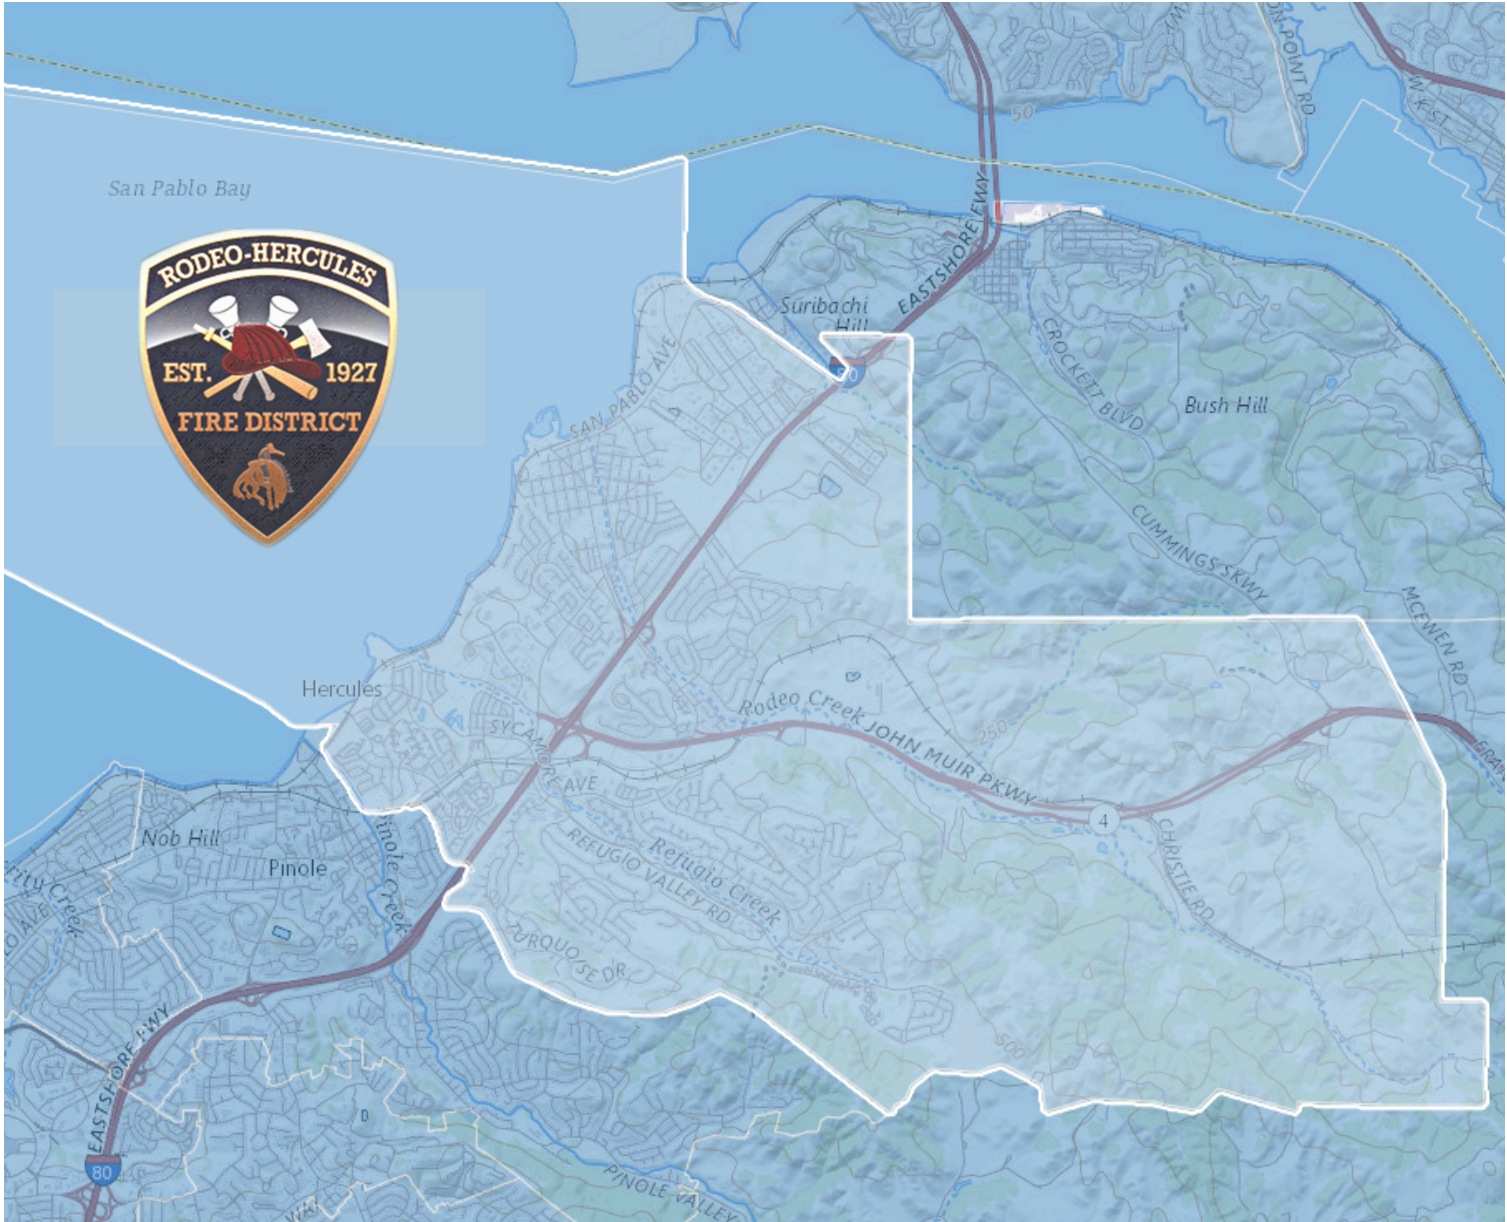 50
W K ST
San Pablo Bay
RODEO-HERCULES
EST. 1927
FIRE DISTRICT
EASTSHORE FWY
Suribachi
Hill
80
SAN PABLO AVE
CROCKETT BLVD
Bush Hill
CUMMINGS SKWY
MCEWEN RD
Hercules
SYCAMORE AVE
Rodeo Creek
JOHN MUIR PKWY
250
4
CHRISTIE RD
REFUGIO VALLEY RD
Refugio Creek
TURQUOISE DR
500
Nob Hill
Pinole
Pinole Creek
EASTSHORE FWY
80
D
PINOLE VALLEY